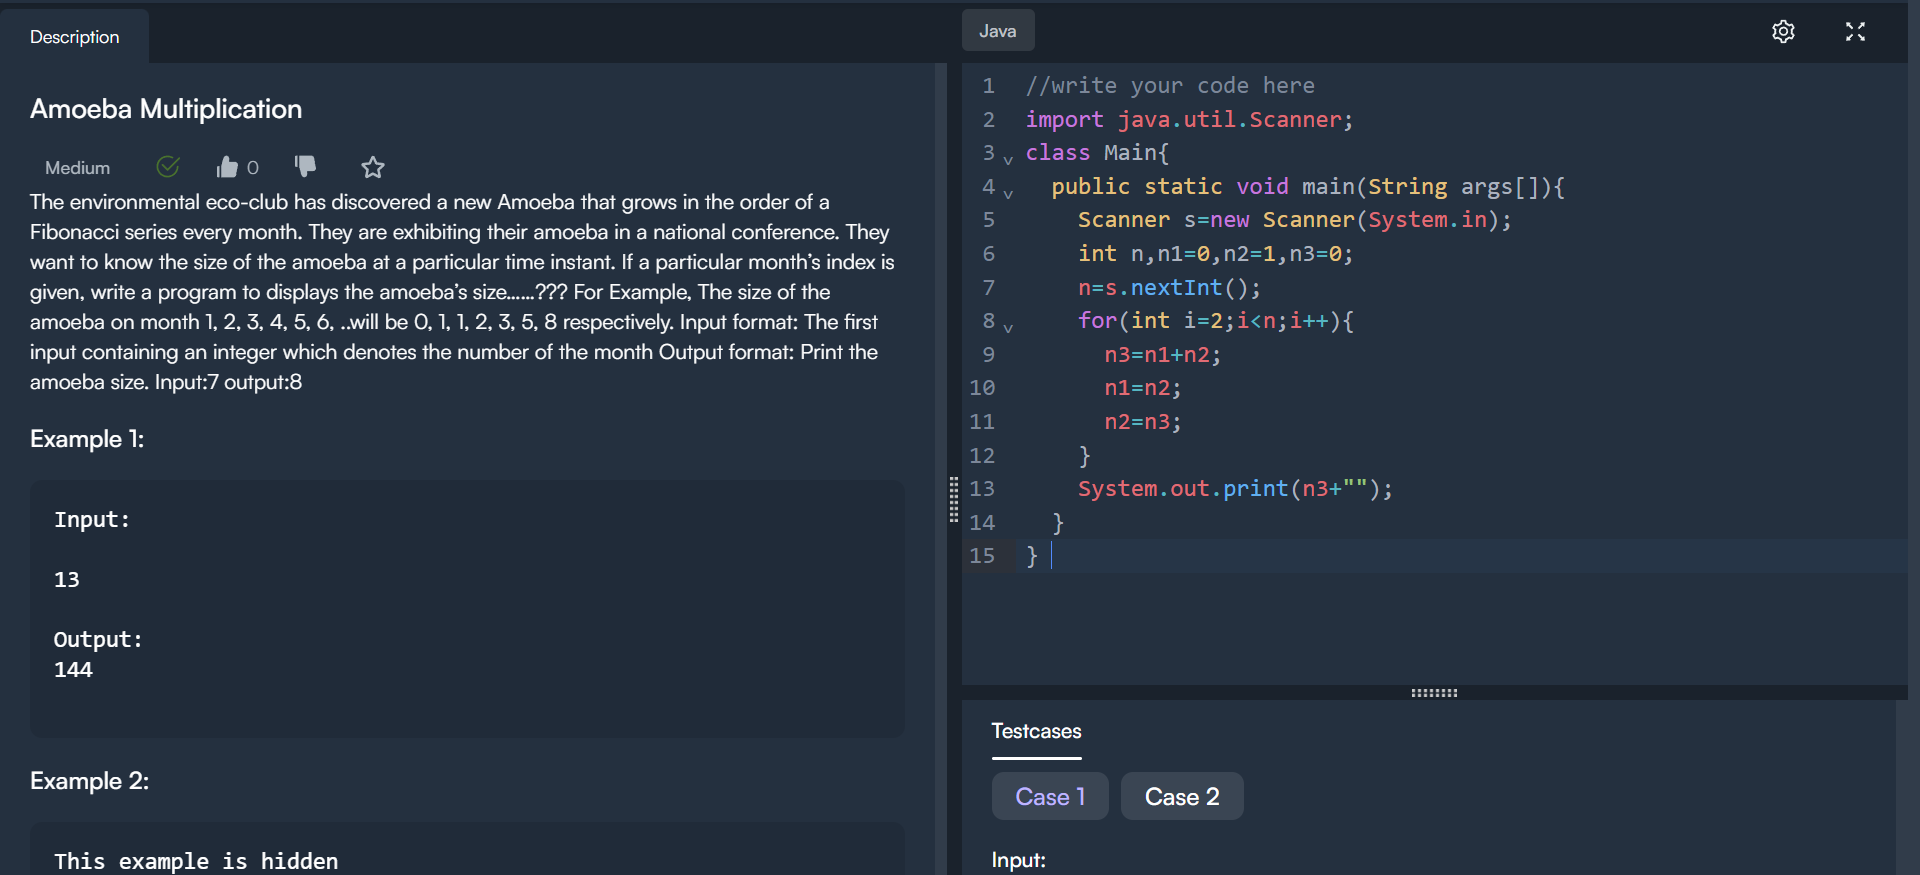 Description
Amoeba Multiplication
Medium 0
The environmental eco-club has discovered a new Amoeba that grows in the order of a
Fibonacci series every month. They are exhibiting their amoeba in a national conference. They
want to know the size of the amoeba at a particular time instant. If a particular month's index is
given, write a program to displays the amoeba's size......??? For Example, The size of the
amoeba on month 1, 2, 3, 4, 5, 6, ..will be 0, 1, 1, 2, 3, 5, 8 respectively. Input format: The first
input containing an integer which denotes the number of the month Output format: Print the
amoeba size. Input:7 output:8
Example 1:
Input:
13
Output:
144
Example 2:
This example is hidden
Java
1 //write your code here
2 import java.util.Scanner;
3 class Main{
4 public static void main(String args[]){
5 Scanner s=new Scanner(System.in);
6 int n,n1=0,n2=1,n3=0;
7 n=s.nextInt();
8 for(int i=2;i<n;i++){
9 n3=n1+n2;
10 n1=n2;
11 n2=n3;
12 }
13 System.out.print(n3+"");
14 }
15 }
Testcases
Case 1 Case 2
Input: